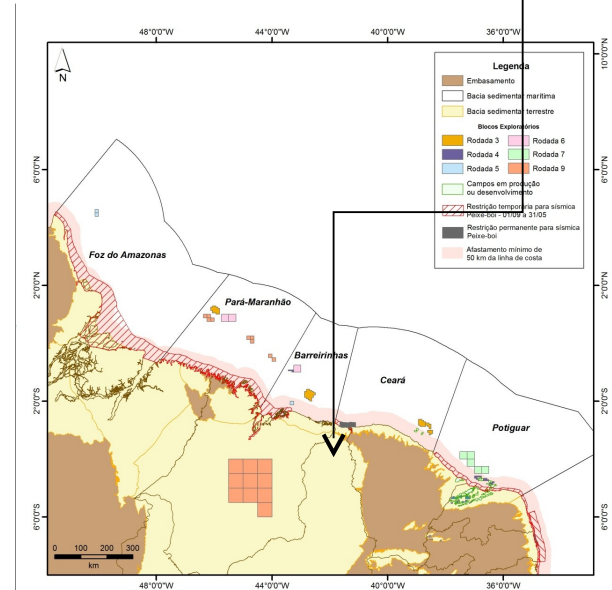 48°0'0"W 44°0'0"W 40°0'0"W 36°0'0"W
10°0'0"N
N
Legenda
Embasamento
Bacia sedimentar marítima
Bacia sedimentar terrestre
Blocos Exploratórios
Rodada 3 Rodada 6
Rodada 4 Rodada 7
Rodada 5 Rodada 9
Campos em produção
ou desenvolvimento
Restrição temporaria para sísmica
Peixe-boi - 01/09 a 31/05
Restrição permanente para sísmica
Peixe-boi
Afastamento mínimo de
50 km da linha de costa
6°0'0"N 6°0'0"N
Foz do Amazonas
2°0'0"N 2°0'0"N
Pará-Maranhão
Barreirinhas
Ceará
2°0'0"S 2°0'0"S
Potiguar
6°0'0"S 6°0'0"S
0 100 200 300
km
48°0'0"W 44°0'0"W 40°0'0"W 36°0'0"W